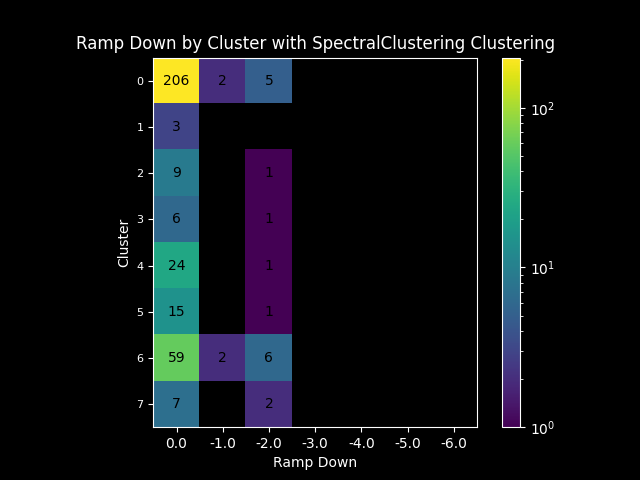 Ramp Down by Cluster with SpectralClustering Clustering
0 206 2 5
1 3
2 9 1
3 6 1
4 24 1
5 15 1
6 59 2 6
7 7 2
Cluster
0.0 -1.0 -2.0 -3.0 -4.0 -5.0 -6.0
Ramp Down
10²
10¹
10⁰